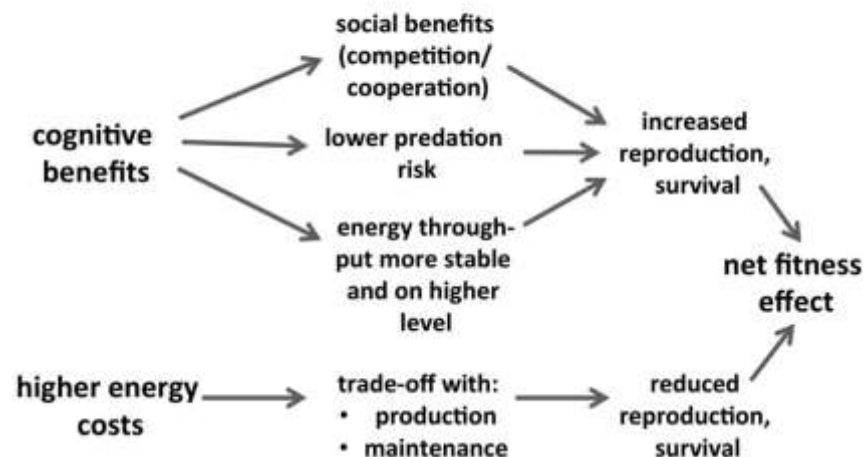 social benefits
(competition/
cooperation)
cognitive
benefits
lower predation
risk
increased
reproduction,
survival
energy through-
put more stable
and on higher
level
net fitness
effect
higher energy
costs
trade-off with:
• production
• maintenance
reduced
reproduction,
survival